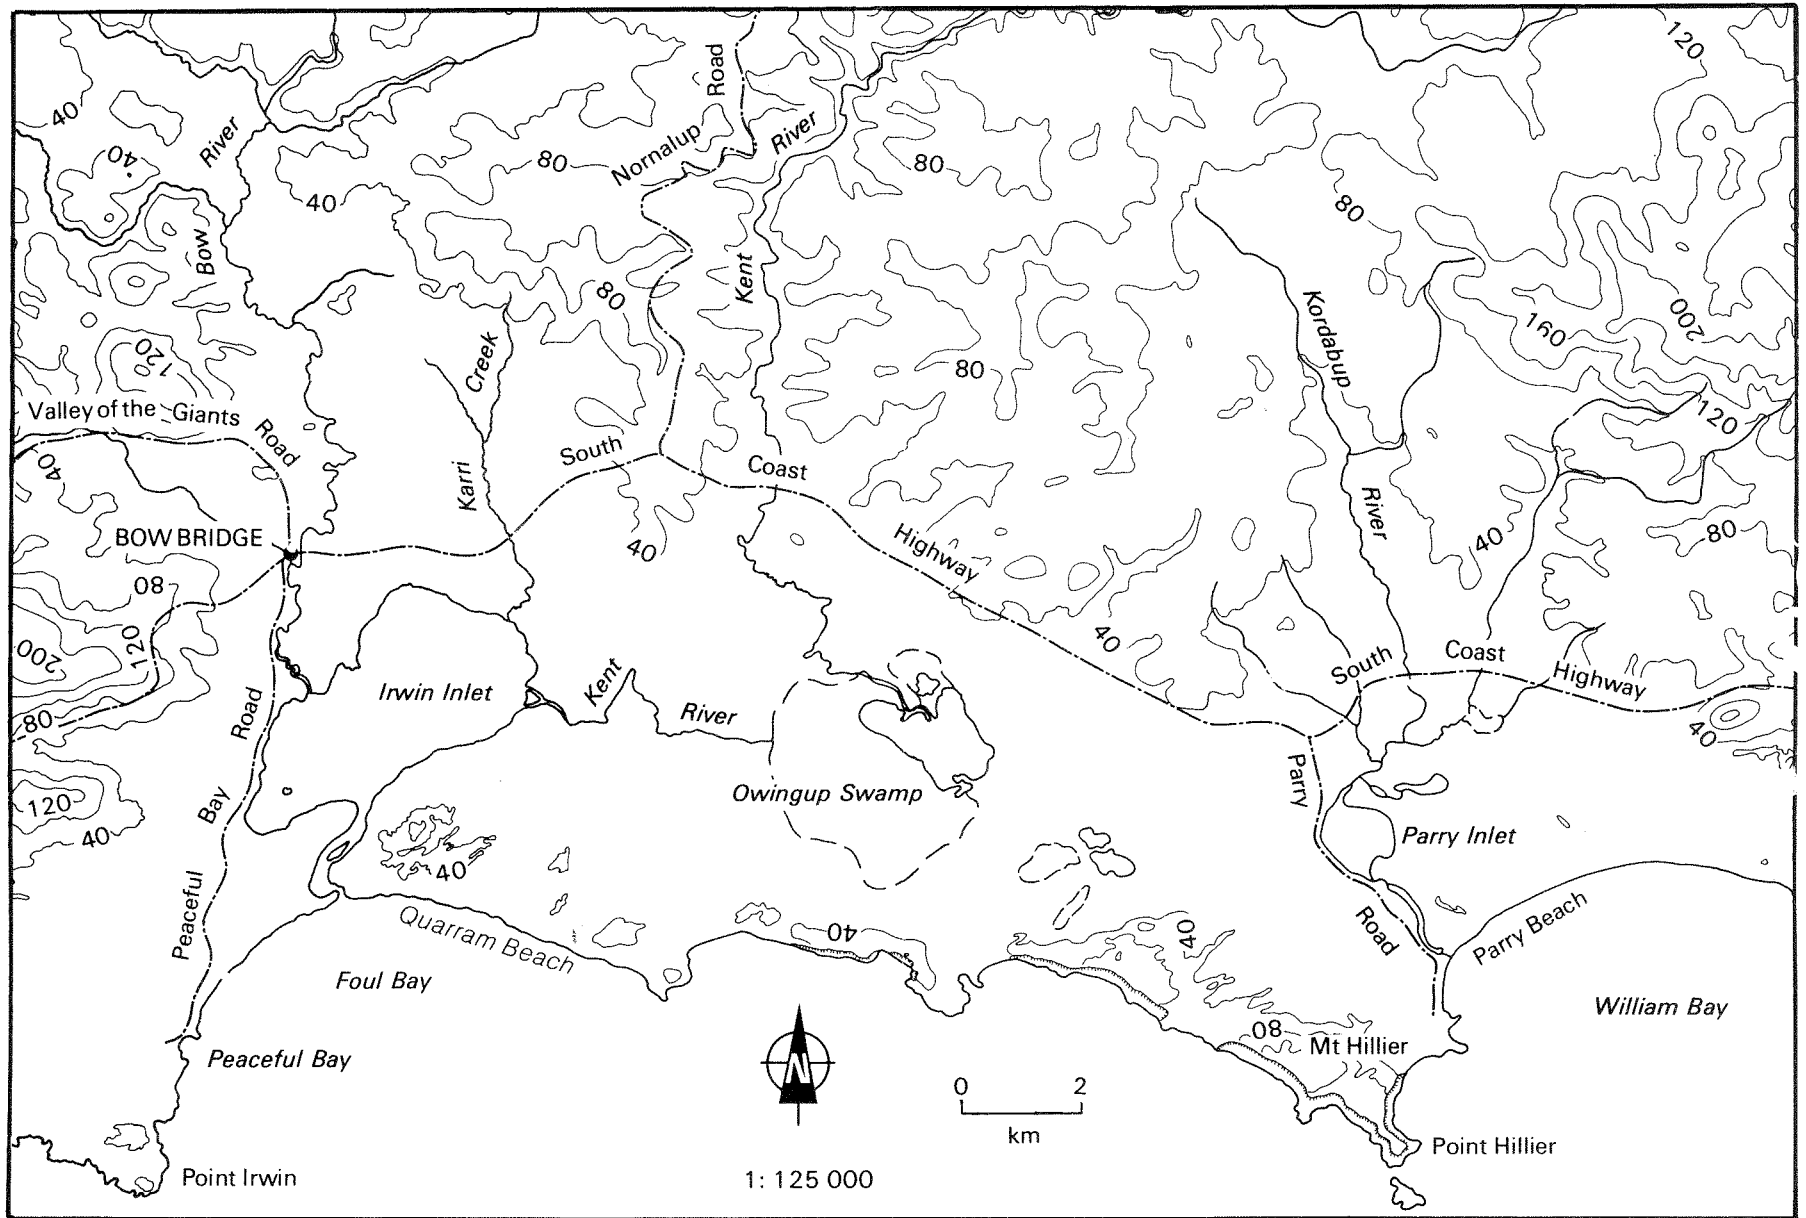 120
40
River
Road
River
40
80
Nornalup
80
40
80
Bow
Kent
80
Kordabup
160
200
120
Creek
80
120
Valley of the Giants
Road
South
Coast
40
Karri
River
BOW BRIDGE
40
Highway
40
80
80
40
120
200
South
Coast
Highway
Irwin Inlet
Kent
River
80
Road
40
Parry
120
Bay
Owingup Swamp
40
Parry Inlet
40
Peaceful
Quarram Beach
40
40
Road
Parry Beach
Foul Bay
William Bay
80
Mt Hillier
Peaceful Bay
N
0 2
km
Point Hillier
Point Irwin
1: 125 000